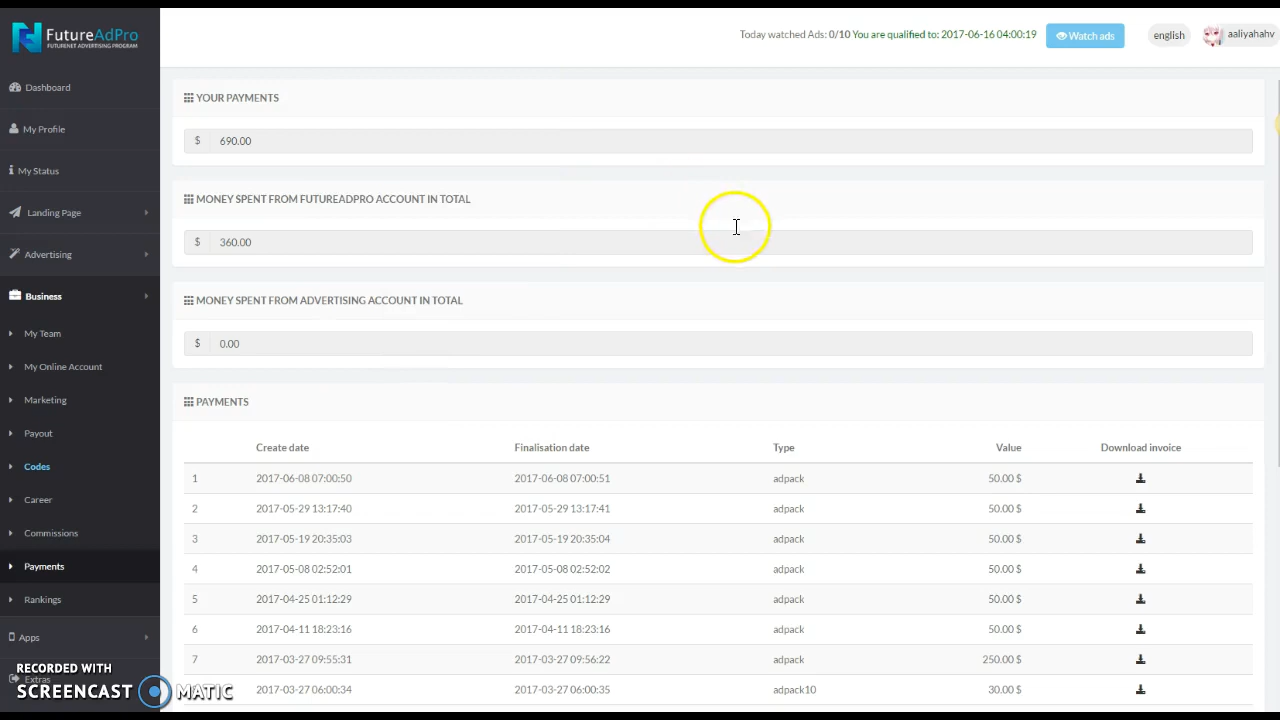 FutureAdPro
FUTURENET ADVERTISING PROGRAM
Today watched Ads: 0/10 You are qualified to: 2017-06-16 04:00:19
Watch ads
english
aaliyahahv
Dashboard
My Profile
My Status
Landing Page
Advertising
Business
My Team
My Online Account
Marketing
Payout
Codes
Career
Commissions
Payments
Rankings
Apps
Extras
YOUR PAYMENTS
$ 690.00
MONEY SPENT FROM FUTUREADPRO ACCOUNT IN TOTAL
$ 360.00
MONEY SPENT FROM ADVERTISING ACCOUNT IN TOTAL
$ 0.00
PAYMENTS
Create date Finalisation date Type Value Download invoice
1 2017-06-08 07:00:50 2017-06-08 07:00:51 adpack 50.00 $
2 2017-05-29 13:17:40 2017-05-29 13:17:41 adpack 50.00 $
3 2017-05-19 20:35:03 2017-05-19 20:35:04 adpack 50.00 $
4 2017-05-08 02:52:01 2017-05-08 02:52:02 adpack 50.00 $
5 2017-04-25 01:12:29 2017-04-25 01:12:29 adpack 50.00 $
6 2017-04-11 18:23:16 2017-04-11 18:23:16 adpack 50.00 $
7 2017-03-27 09:55:31 2017-03-27 09:56:22 adpack 250.00 $
8 2017-03-27 06:00:34 2017-03-27 06:00:35 adpack10 30.00 $
RECORDED WITH
SCREENCAST MATIC